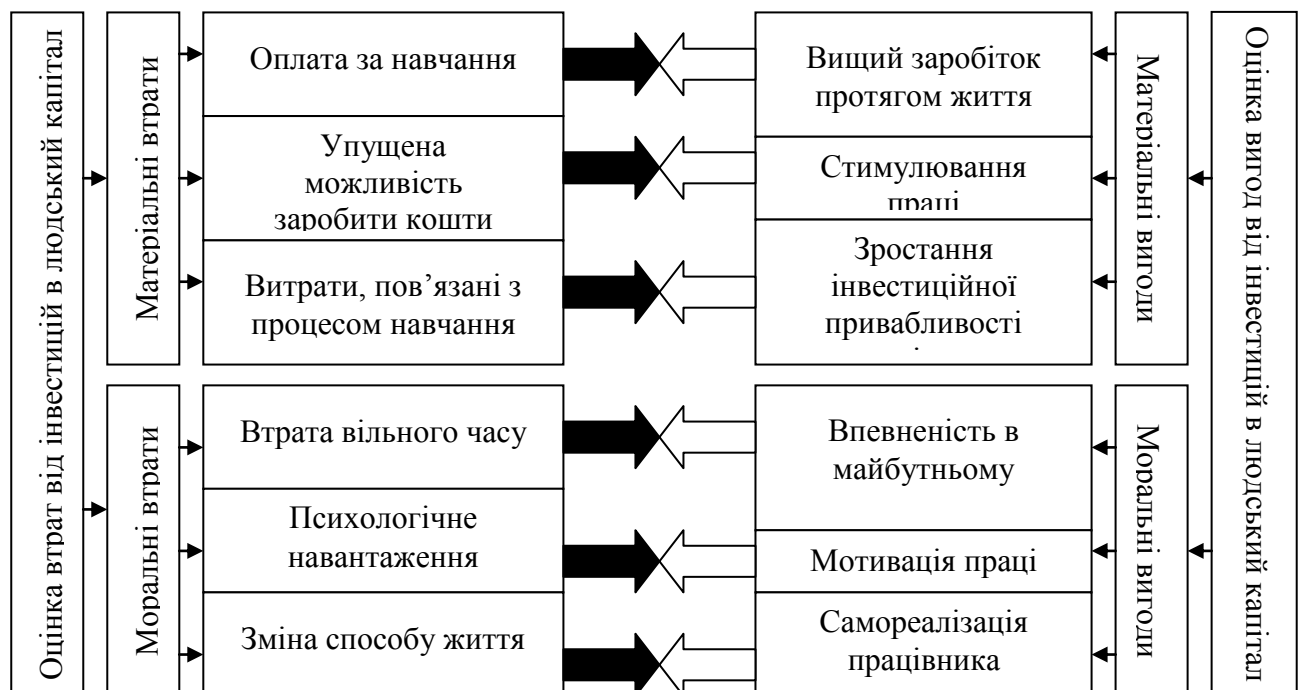 Оцінка втрат від інвестицій в людський капітал
Матеріальні втрати
Оплата за навчання
Упущена
можливість
заробити кошти
Витрати, пов’язані з
процесом навчання
Моральні втрати
Втрата вільного часу
Психологічне
навантаження
Зміна способу життя
Вищий заробіток
протягом життя
Стимулювання
праці
Зростання
інвестиційної
привабливості
Матеріальні вигоди
Впевненість в
майбутньому
Мотивація праці
Самореалізація
працівника
Моральні вигоди
Оцінка вигод від інвестицій в людський капітал